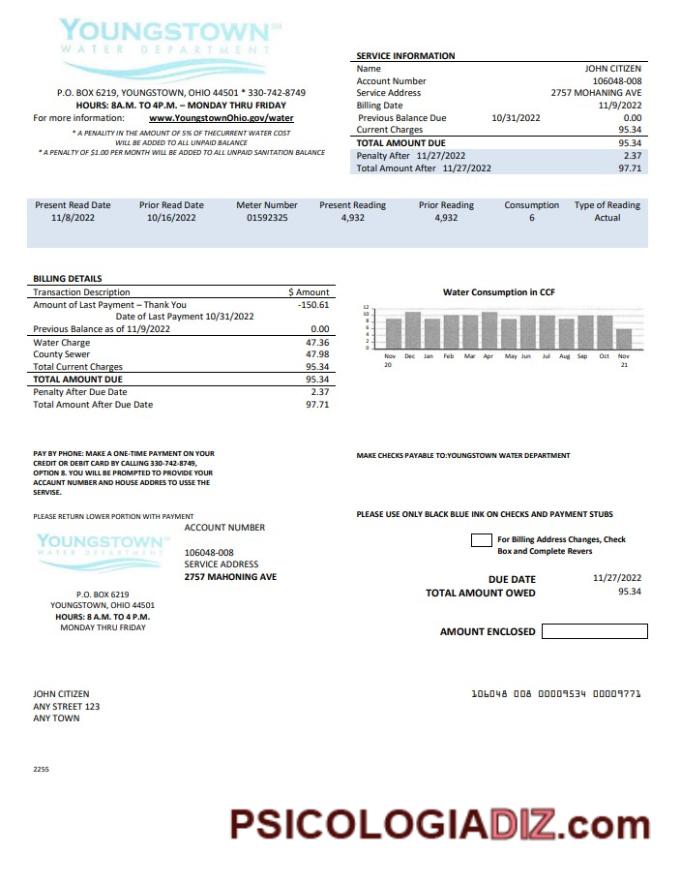 YOUNGSTOWN
WATER DEPARTMENT
P.O. BOX 6219, YOUNGSTOWN, OHIO 44501 * 330-742-8749
HOURS: 8A.M. TO 4P.M. – MONDAY THRU FRIDAY
For more information: www.YoungstownOhio.gov/water
* A PENALITY IN THE AMOUNT OF 5% OF THECURRENT WATER COST
WILL BE ADDED TO ALL UNPAID BALANCE
* A PENALTY OF $1.00 PER MONTH WILL BE ADDED TO ALL UNPAID SANITATION BALANCE
SERVICE INFORMATION
Name JOHN CITIZEN
Account Number 106048-008
Service Address 2757 MOHANING AVE
Billing Date 11/9/2022
Previous Balance Due 10/31/2022 0.00
Current Charges 95.34
TOTAL AMOUNT DUE 95.34
Penalty After 11/27/2022 2.37
Total Amount After 11/27/2022 97.71
Present Read Date Prior Read Date Meter Number Present Reading Prior Reading Consumption Type of Reading
11/8/2022 10/16/2022 01592325 4,932 4,932 6 Actual
BILLING DETAILS
Transaction Description $ Amount
Amount of Last Payment – Thank You -150.61
Date of Last Payment 10/31/2022
Previous Balance as of 11/9/2022 0.00
Water Charge 47.36
County Sewer 47.98
Total Current Charges 95.34
TOTAL AMOUNT DUE 95.34
Penalty After Due Date 2.37
Total Amount After Due Date 97.71
Water Consumption in CCF
12
10
8
6
4
2
0
Nov Dec Jan Feb Mar Apr May Jun Jul Aug Sep Oct Nov
20 21
PAY BY PHONE: MAKE A ONE-TIME PAYMENT ON YOUR
CREDIT OR DEBIT CARD BY CALLING 330-742-8749,
OPTION 8. YOU WILL BE PROMPTED TO PROVIDE YOUR
ACCAUNT NUMBER AND HOUSE ADDRES TO USSE THE
SERVISE.
MAKE CHECKS PAYABLE TO:YOUNGSTOWN WATER DEPARTMENT
PLEASE RETURN LOWER PORTION WITH PAYMENT
PLEASE USE ONLY BLACK BLUE INK ON CHECKS AND PAYMENT STUBS
YOUNGSTOWN
WATER DEPARTMENT
P.O. BOX 6219
YOUNGSTOWN, OHIO 44501
HOURS: 8 A.M. TO 4 P.M.
MONDAY THRU FRIDAY
ACCOUNT NUMBER
106048-008
SERVICE ADDRESS
2757 MAHONING AVE
For Billing Address Changes, Check
Box and Complete Revers
DUE DATE 11/27/2022
TOTAL AMOUNT OWED 95.34
AMOUNT ENCLOSED
JOHN CITIZEN
ANY STREET 123
ANY TOWN
106048 008 00009534 00009771
2255
PSICOLOGIADIZ.com